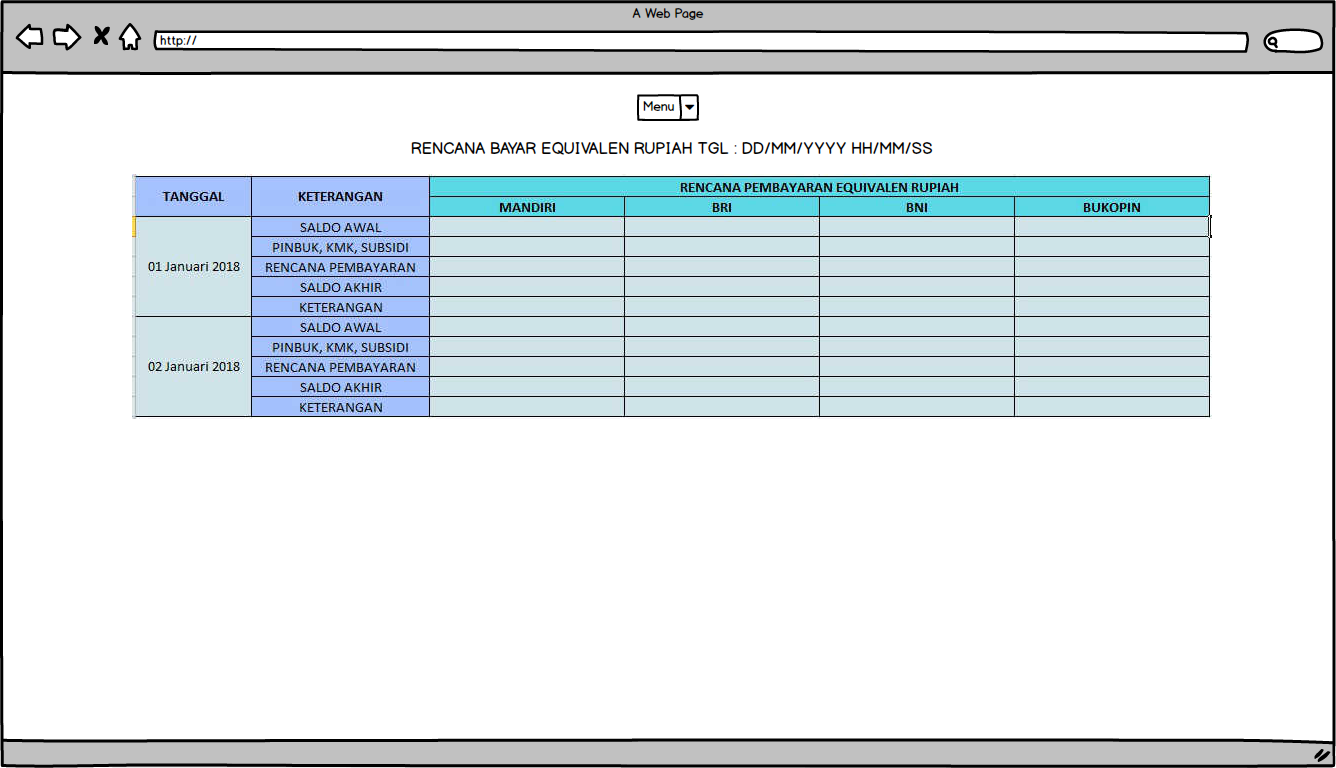 A Web Page
http://
Menu
RENCANA BAYAR EQUIVALEN RUPIAH TGL : DD/MM/YYYY HH/MM/SS
TANGGAL KETERANGAN RENCANA PEMBAYARAN EQUIVALEN RUPIAH
MANDIRI BRI BNI BUKOPIN
01 Januari 2018
SALDO AWAL
PINBUK, KMK, SUBSIDI
RENCANA PEMBAYARAN
SALDO AKHIR
KETERANGAN
02 Januari 2018
SALDO AWAL
PINBUK, KMK, SUBSIDI
RENCANA PEMBAYARAN
SALDO AKHIR
KETERANGAN